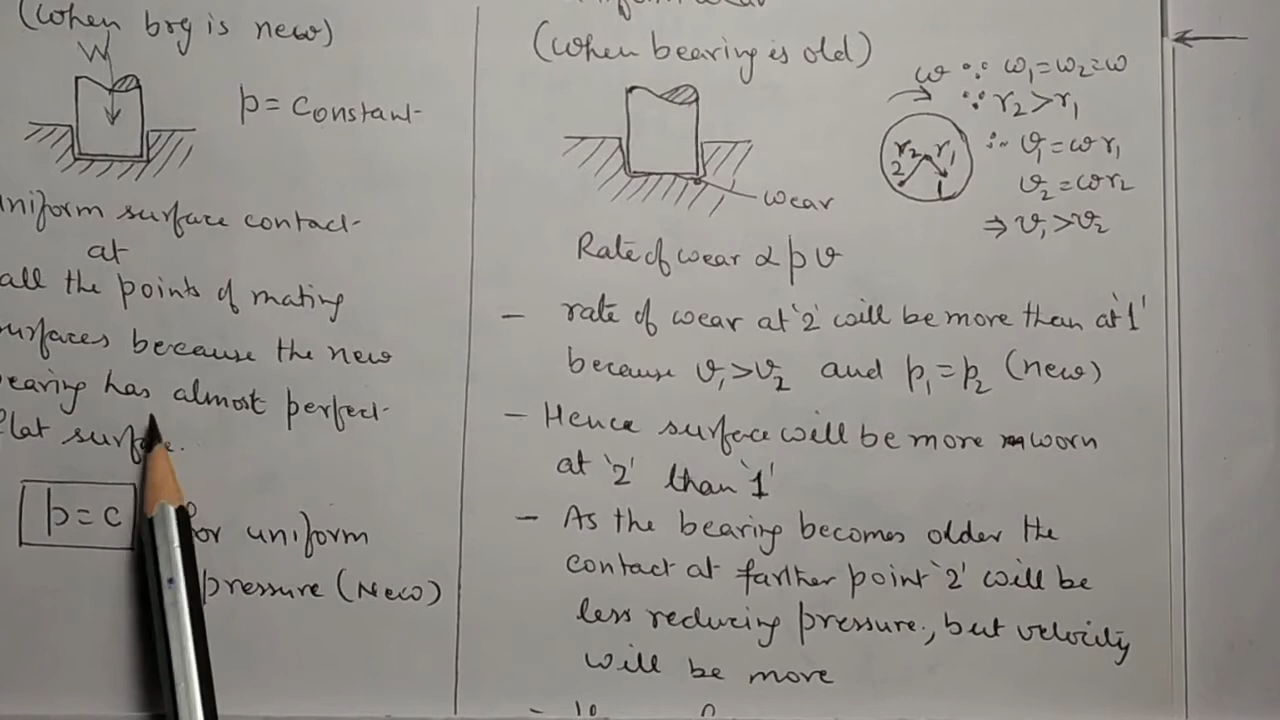 (When brg is new)
W
p = Constant
uniform surface contact
at
all the points of mating
surfaces because the new
bearing has almost perfect
flat surface.
p = c
for uniform
pressure (New)
(When bearing is old)
wear
ω ∵ ω₁=ω₂=ω
∵ r₂>r₁
∴ v₁=ωr₁
v₂=ωr₂
⇒ v₁>v₂
r₂ r₁
2 1
Rate of wear ∝ p v
- rate of wear at '2' will be more than at '1'
because v₁>v₂ and p₁=p₂ (new)
- Hence surface will be more worn
at '2' than '1'
- As the bearing becomes older the
contact at farther point '2' will be
less reducing pressure, but velocity
will be more